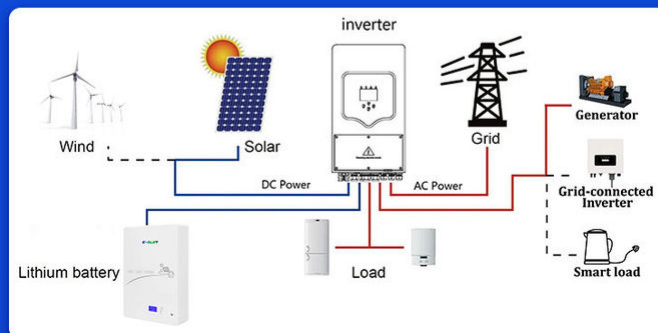 inverter
Wind
Solar
Grid
Generator
DC Power
AC Power
Grid-connected
Inverter
Lithium battery
Load
Smart load